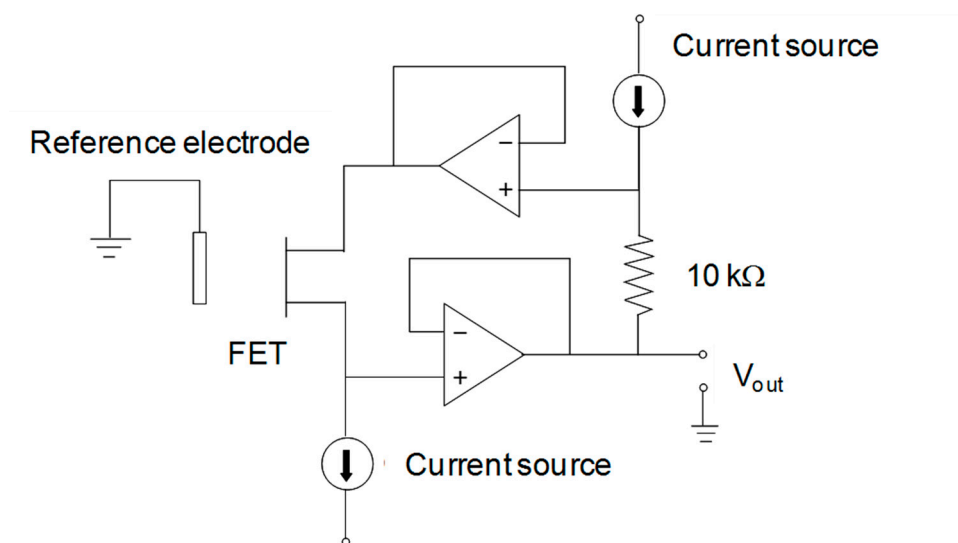 Current source
Reference electrode
−
+
10 kΩ
FET
−
+
Vout
Current source